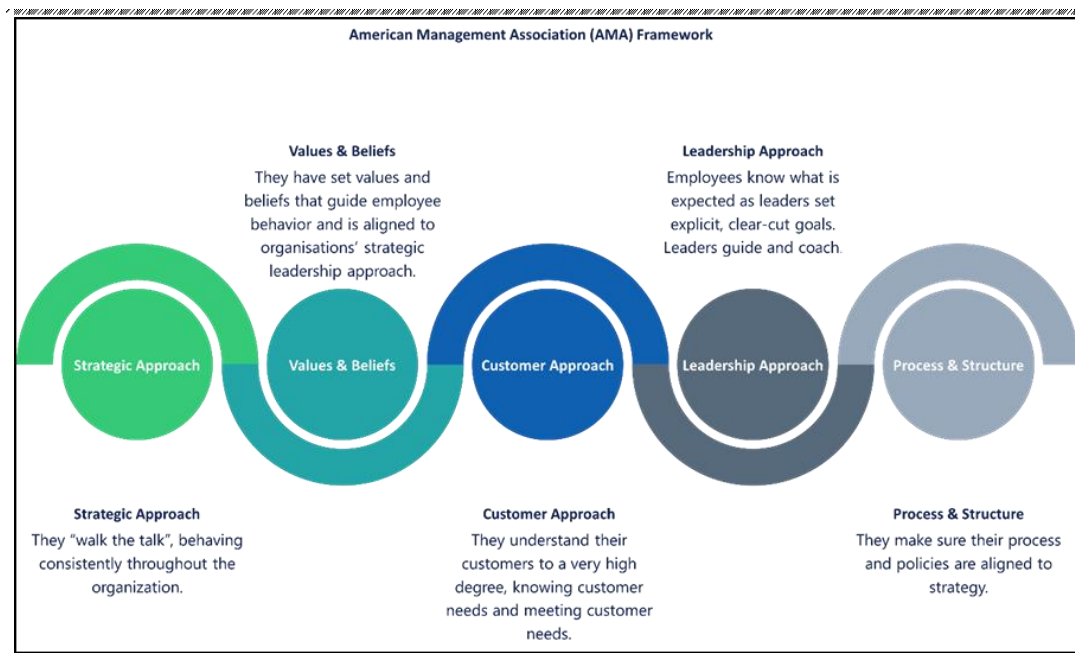 American Management Association (AMA) Framework
Values & Beliefs
They have set values and
beliefs that guide employee
behavior and is aligned to
organisations' strategic
leadership approach.
Leadership Approach
Employees know what is
expected as leaders set
explicit, clear-cut goals.
Leaders guide and coach.
Strategic Approach
Values & Beliefs
Customer Approach
Leadership Approach
Process & Structure
Strategic Approach
They “walk the talk”, behaving
consistently throughout the
organization.
Customer Approach
They understand their
customers to a very high
degree, knowing customer
needs and meeting customer
needs.
Process & Structure
They make sure their process
and policies are aligned to
strategy.